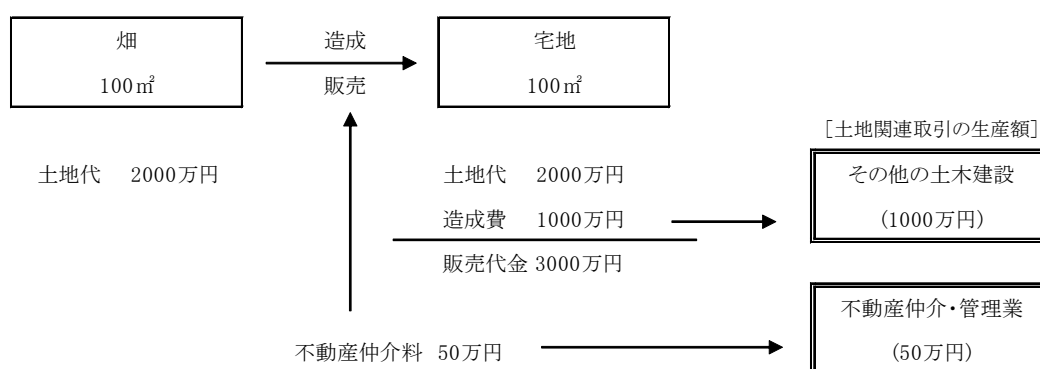 畑
100㎡
造成
販売
宅地
100㎡
[土地関連取引の生産額]
土地代 2000万円
土地代 2000万円
造成費 1000万円
販売代金 3000万円
その他の土木建設
(1000万円)
不動産仲介料 50万円
不動産仲介・管理業
(50万円)